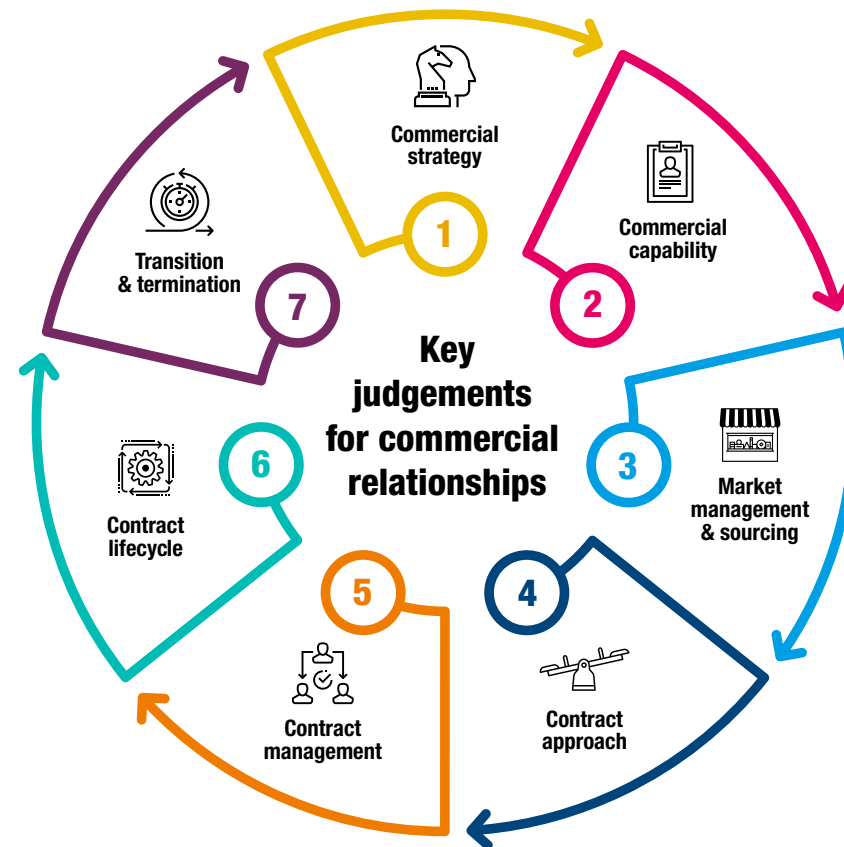 Key
judgements
for commercial
relationships
1
Commercial
strategy
2
Commercial
capability
3
Market
management
& sourcing
4
Contract
approach
5
Contract
management
6
Contract
lifecycle
7
Transition
& termination